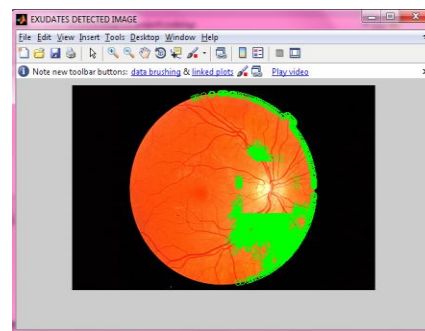 EXUDATES DETECTED IMAGE
File Edit View Insert Tools Desktop Window Help
Note new toolbar buttons: data brushing & linked plots Play video